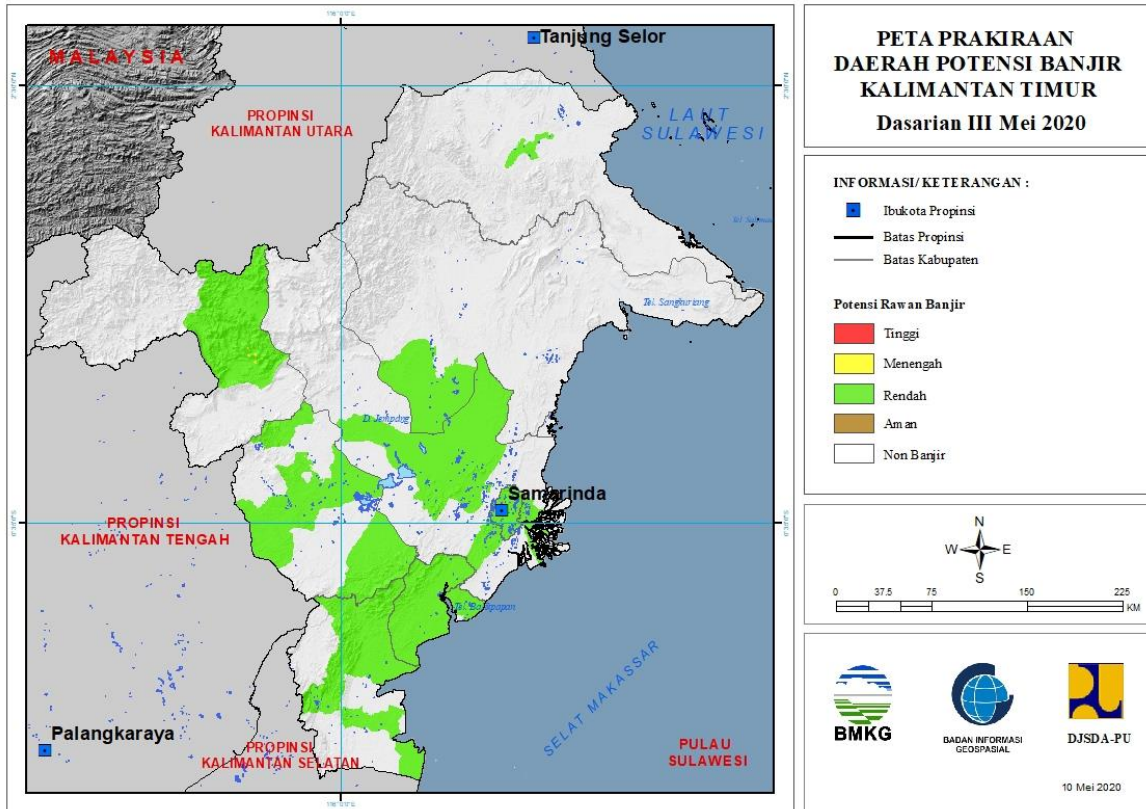 MALAYSIA
Tanjung Selor
PROPINSI
KALIMANTAN UTARA
LAUT
SULAWESI
Tel. Sangkuriang
D. Jempang
Samarinda
PROPINSI
KALIMANTAN TENGAH
Tel. Balikpapan
SELAT MAKASSAR
Palangkaraya
PROPINSI
KALIMANTAN SELATAN
PULAU
SULAWESI
PETA PRAKIRAAN
DAERAH POTENSI BANJIR
KALIMANTAN TIMUR
Dasarian III Mei 2020
INFORMASI/ KETERANGAN :
Ibukota Propinsi
Batas Propinsi
Batas Kabupaten
Potensi Rawan Banjir
Tinggi
Menengah
Rendah
Aman
Non Banjir
N
W E
S
0 37.5 75 150 225
KM
BMKG
BADAN INFORMASI
GEOSPASIAL
DJSDA-PU
10 Mei 2020